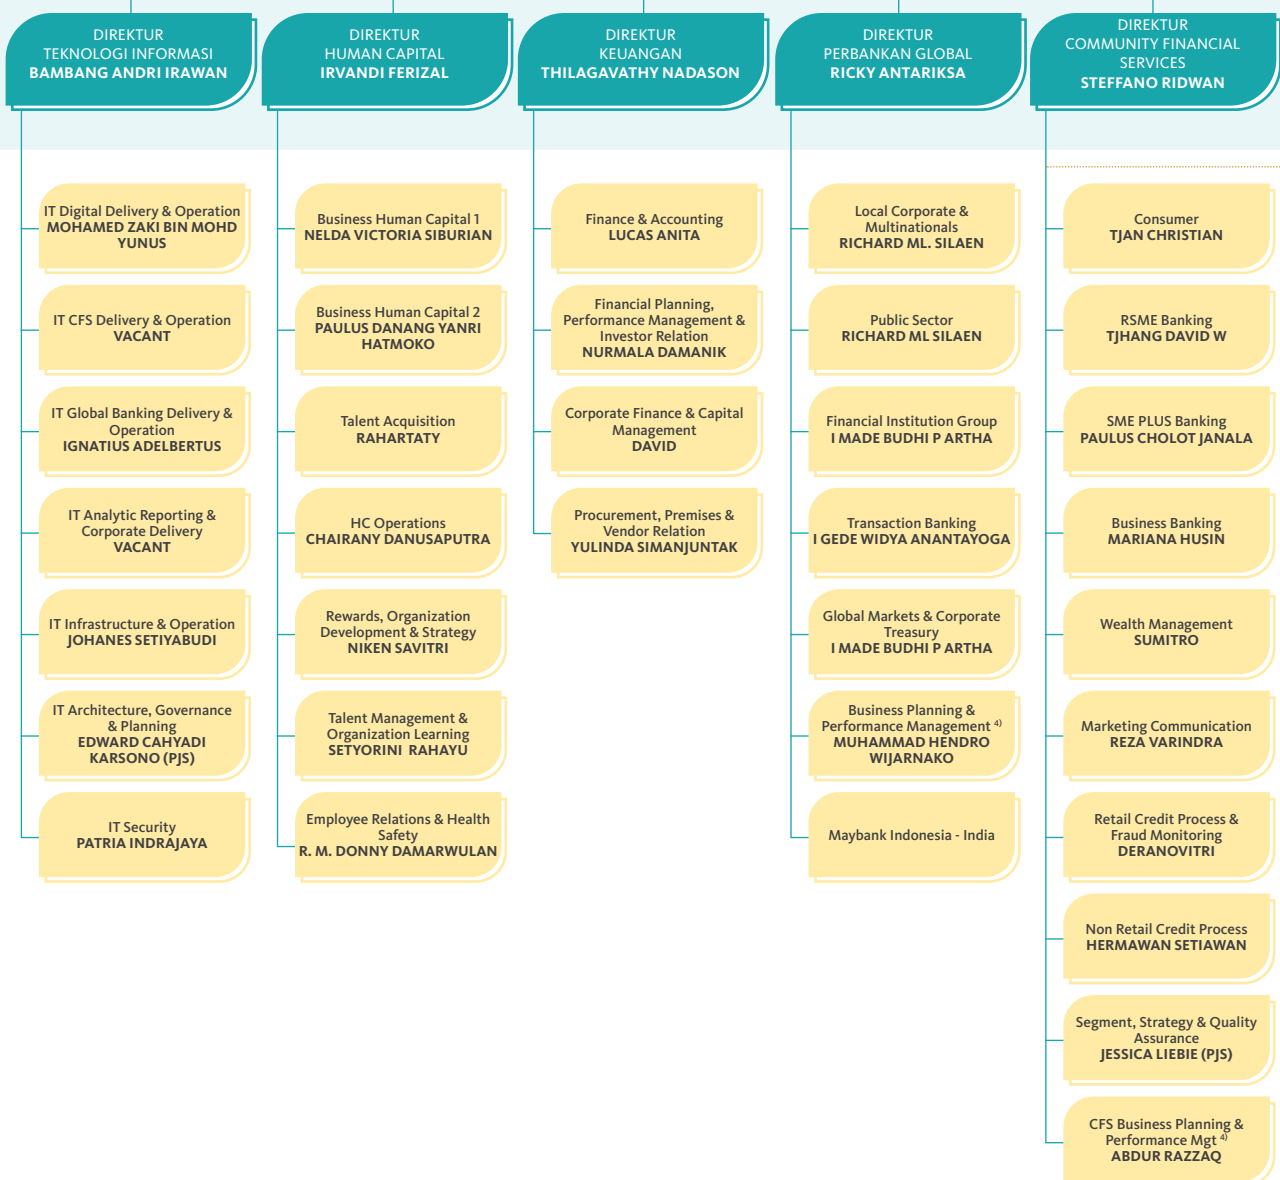 DIREKTUR
TEKNOLOGI INFORMASI
BAMBANG ANDRI IRAWAN
IT Digital Delivery & Operation
MOHAMED ZAKI BIN MOHD
YUNUS
IT CFS Delivery & Operation
VACANT
IT Global Banking Delivery &
Operation
IGNATIUS ADELBERTUS
IT Analytic Reporting &
Corporate Delivery
VACANT
IT Infrastructure & Operation
JOHANES SETIYABUDI
IT Architecture, Governance
& Planning
EDWARD CAHYADI
KARSONO (PJS)
IT Security
PATRIA INDRAJAYA
DIREKTUR
HUMAN CAPITAL
IRVANDI FERIZAL
Business Human Capital 1
NELDA VICTORIA SIBURIAN
Business Human Capital 2
PAULUS DANANG YANRI
HATMOKO
Talent Acquisition
RAHARTATY
HC Operations
CHAIRANY DANUSAPUTRA
Rewards, Organization
Development & Strategy
NIKEN SAVITRI
Talent Management &
Organization Learning
SETYORINI RAHAYU
Employee Relations & Health
Safety
R. M. DONNY DAMARWULAN
DIREKTUR
KEUANGAN
THILAGAVATHY NADASON
Finance & Accounting
LUCAS ANITA
Financial Planning,
Performance Management &
Investor Relation
NURMALA DAMANIK
Corporate Finance & Capital
Management
DAVID
Procurement, Premises &
Vendor Relation
YULINDA SIMANJUNTAK
DIREKTUR
PERBANKAN GLOBAL
RICKY ANTARIKSA
Local Corporate &
Multinationals
RICHARD ML. SILAEN
Public Sector
RICHARD ML SILAEN
Financial Institution Group
I MADE BUDHI P ARTHA
Transaction Banking
I GEDE WIDYA ANANTAYOGA
Global Markets & Corporate
Treasury
I MADE BUDHI P ARTHA
Business Planning &
Performance Management 4)
MUHAMMAD HENDRO
WIJARNAKO
Maybank Indonesia - India
DIREKTUR
COMMUNITY FINANCIAL
SERVICES
STEFFANO RIDWAN
Consumer
TJAN CHRISTIAN
RSME Banking
TJHANG DAVID W
SME PLUS Banking
PAULUS CHOLOT JANALA
Business Banking
MARIANA HUSIN
Wealth Management
SUMITRO
Marketing Communication
REZA VARINDRA
Retail Credit Process &
Fraud Monitoring
DERANOVITRI
Non Retail Credit Process
HERMAWAN SETIAWAN
Segment, Strategy & Quality
Assurance
JESSICA LIEBIE (PJS)
CFS Business Planning &
Performance Mgt 4)
ABDUR RAZZAQ